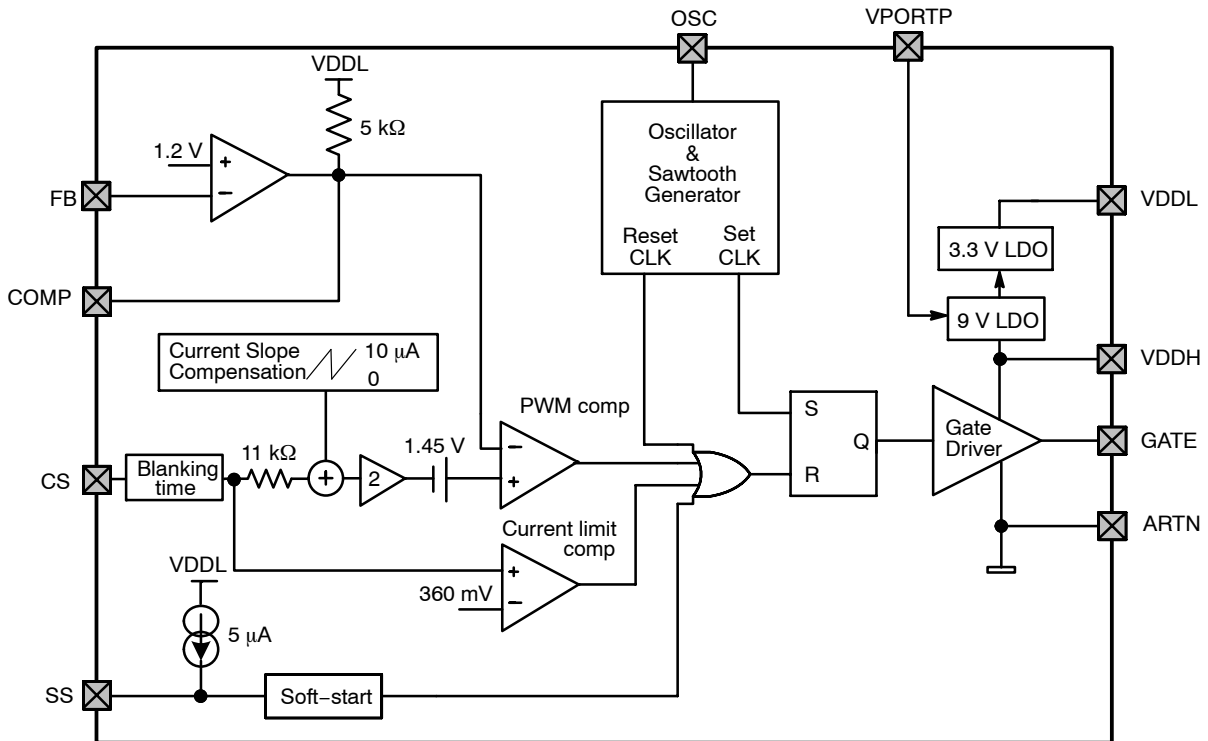 OSC
VPORTP
VDDL
5 kΩ
1.2 V
+
−
FB
COMP
Oscillator
&
Sawtooth
Generator
Reset
CLK
Set
CLK
VDDL
3.3 V LDO
9 V LDO
VDDH
Current Slope
Compensation
10 μA
0
PWM comp
−
+
1.45 V
11 kΩ
+
2
CS
Blanking
time
S
R
Q
Gate
Driver
GATE
ARTN
Current limit
comp
+
−
360 mV
VDDL
5 μA
SS
Soft−start